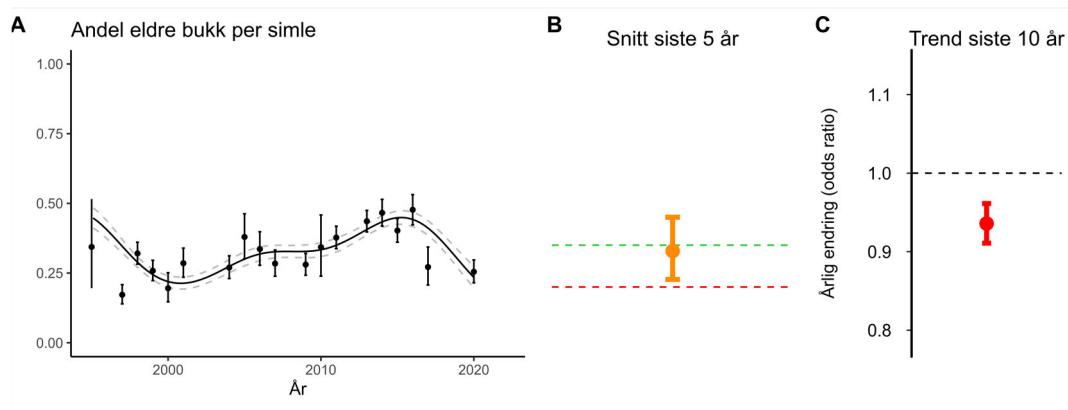 A
Andel eldre bukk per simle
1.00
0.75
0.50
0.25
0.00
2000
2010
2020
År
B
Snitt siste 5 år
C
Trend siste 10 år
Årlig endring (odds ratio)
1.1
1.0
0.9
0.8